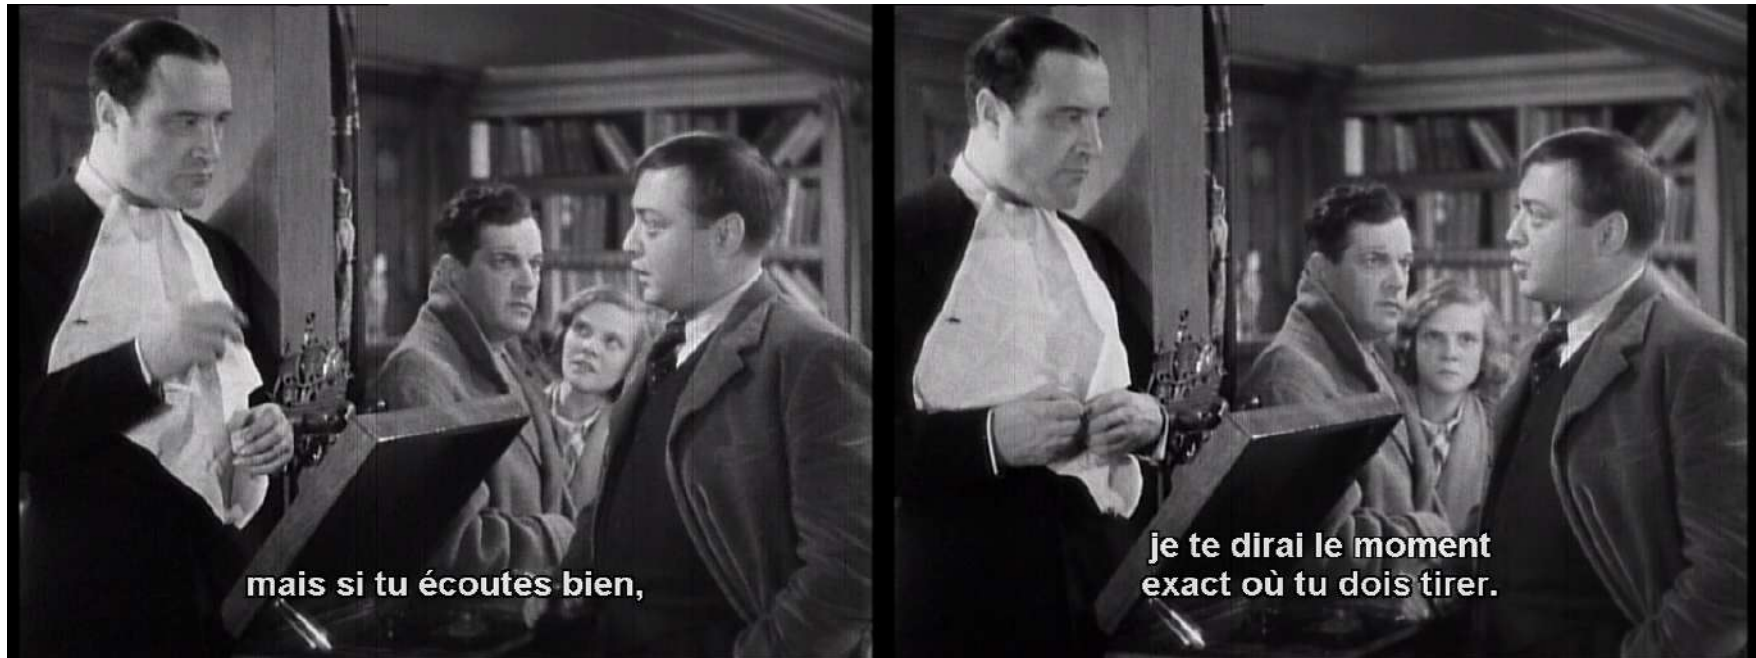 mais si tu écoutes bien,
je te dirai le moment
exact où tu dois tirer.